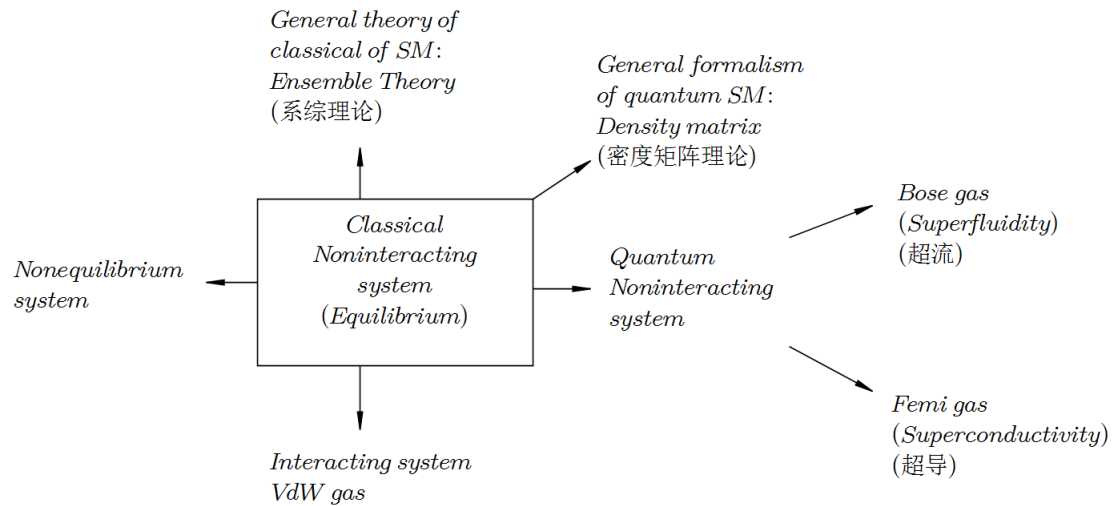 General theory of
classical of SM:
Ensemble Theory
(系综理论)
General formalism
of quantum SM:
Density matrix
(密度矩阵理论)
Classical
Noninteracting
system
(Equilibrium)
Nonequilibrium
system
Quantum
Noninteracting
system
Bose gas
(Superfluidity)
(超流)
Femi gas
(Superconductivity)
(超导)
Interacting system
VdW gas